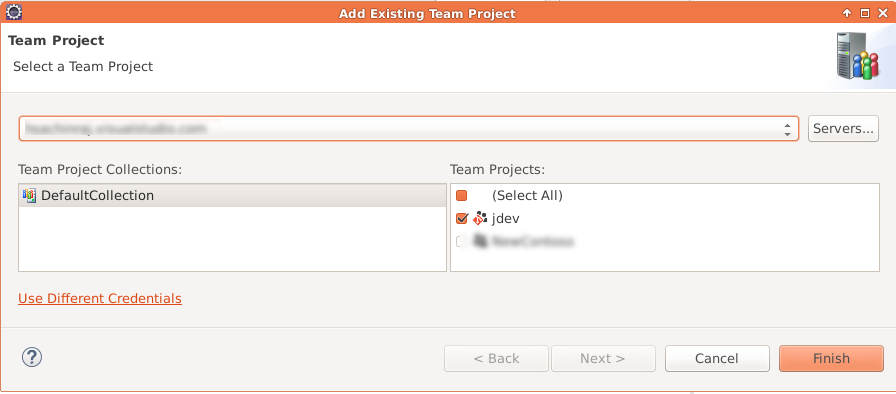 Add Existing Team Project
Team Project
Select a Team Project
Servers...
Team Project Collections:
Team Projects:
DefaultCollection
(Select All)
jdev
Use Different Credentials
?
< Back
Next >
Cancel
Finish